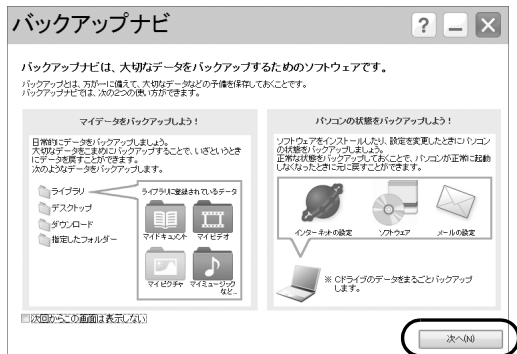 バックアップナビ
?
バックアップナビは、大切なデータをバックアップするためのソフトウェアです。
バックアップとは、万が一に備えて、大切なデータなどの予備を保存しておくことです。
バックアップナビでは、次の2つの使い方ができます。
マイデータをバックアップしよう！
日常的にデータをバックアップしましょう。
大切なデータをこまめにバックアップすることで、いざというとき
にデータを戻すことができます。
次のようなデータをバックアップします。
ライブラリ
デスクトップ
ダウンロード
指定したフォルダー
ライブラリに登録されているデータ
マイドキュメント マイビデオ
マイピクチャ マイミュージック
など...
パソコンの状態をバックアップしよう！
ソフトウェアをインストールしたり、設定を変更したときにパソコン
の状態をバックアップしましょう。
正常な状態をバックアップしておくことで、パソコンが正常に起動
しなくなったときに元に戻すことができます。
インターネットの設定 ソフトウェア メールの設定
※ Cドライブのデータをまるごとバックアップ
します。
次回からこの画面は表示しない
次へ(N)